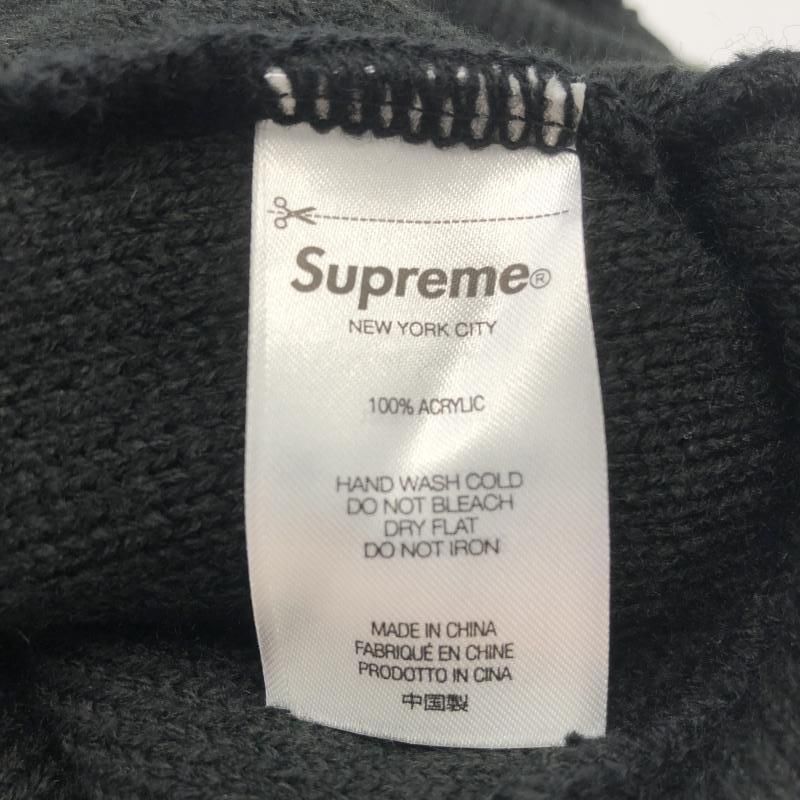 Supreme®
NEW YORK CITY
100% ACRYLIC
HAND WASH COLD
DO NOT BLEACH
DRY FLAT
DO NOT IRON
MADE IN CHINA
FABRIQUÉ EN CHINE
PRODOTTO IN CINA
中国製